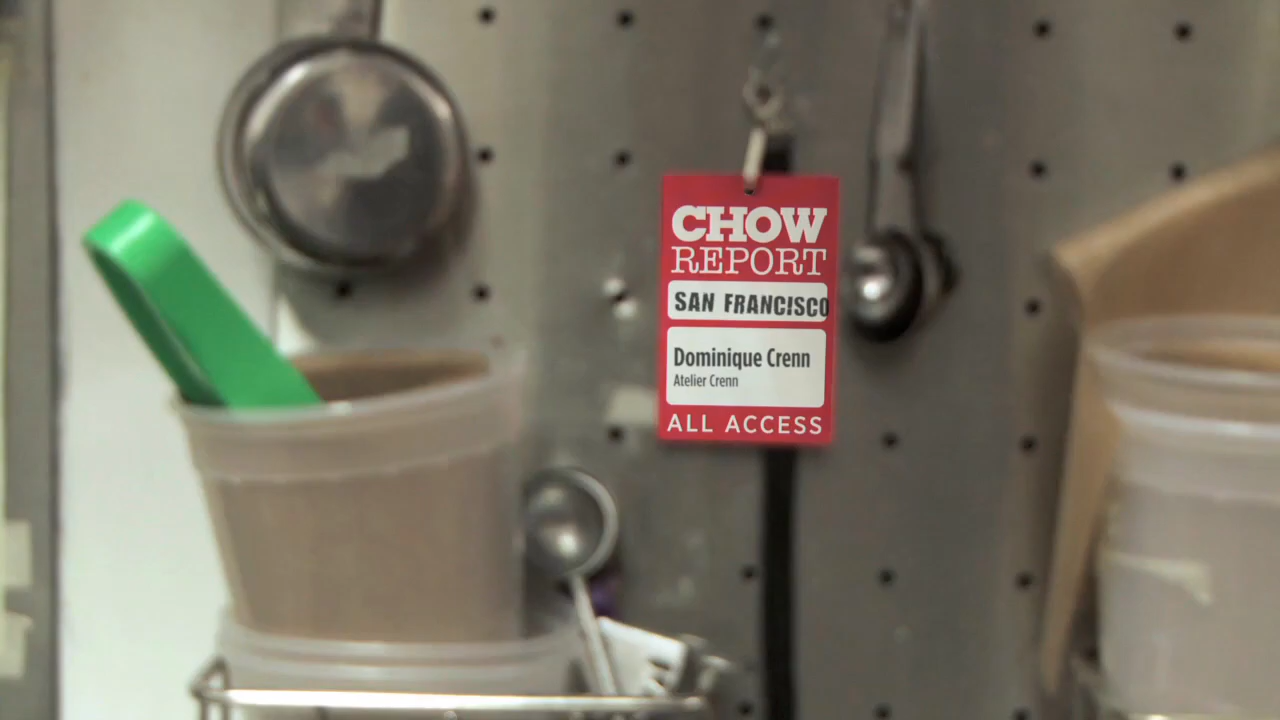 CHOW
REPORT
SAN FRANCISCO
Dominique Crenn
Atelier Crenn
ALL ACCESS